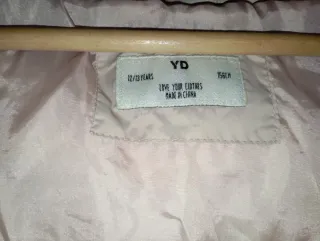 YD
12/13 YEARS 158CM
LOVE YOUR CLOTHES
MADE IN CHINA